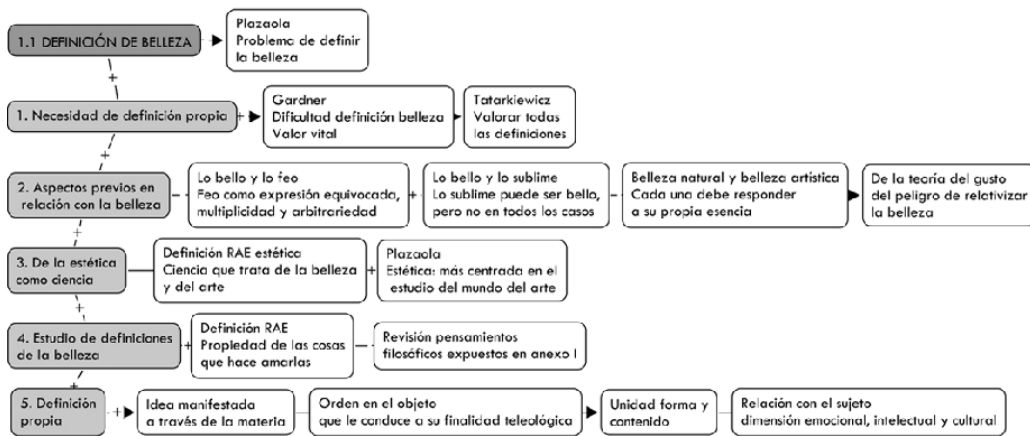 1.1 DEFINICIÓN DE BELLEZA
Plazaola
Problema de definir
la belleza
+
1. Necesidad de definición propia
+
Gardner
Dificultad definición belleza
Valor vital
Tatarkiewicz
Valorar todas
las definiciones
+
2. Aspectos previos en
relación con la belleza
Lo bello y lo feo
Feo como expresión equivocada,
multiplicidad y arbitrariedad
+
Lo bello y lo sublime
Lo sublime puede ser bello,
pero no en todos los casos
Belleza natural y belleza artística
Cada una debe responder
a su propia esencia
De la teoría del gusto
del peligro de relativizar
la belleza
+
3. De la estética
como ciencia
Definición RAE estética
Ciencia que trata de la belleza
y del arte
+
Plazaola
Estética: más centrada en el
estudio del mundo del arte
+
4. Estudio de definiciones
de la belleza
+
Definición RAE
Propiedad de las cosas
que hace amarlas
Revisión pensamientos
filosóficos expuestos en anexo I
+
5. Definición
propia
+
Idea manifestada
a través de la materia
Orden en el objeto
que le conduce a su finalidad teleológica
Unidad forma y
contenido
Relación con el sujeto
dimensión emocional, intelectual y cultural